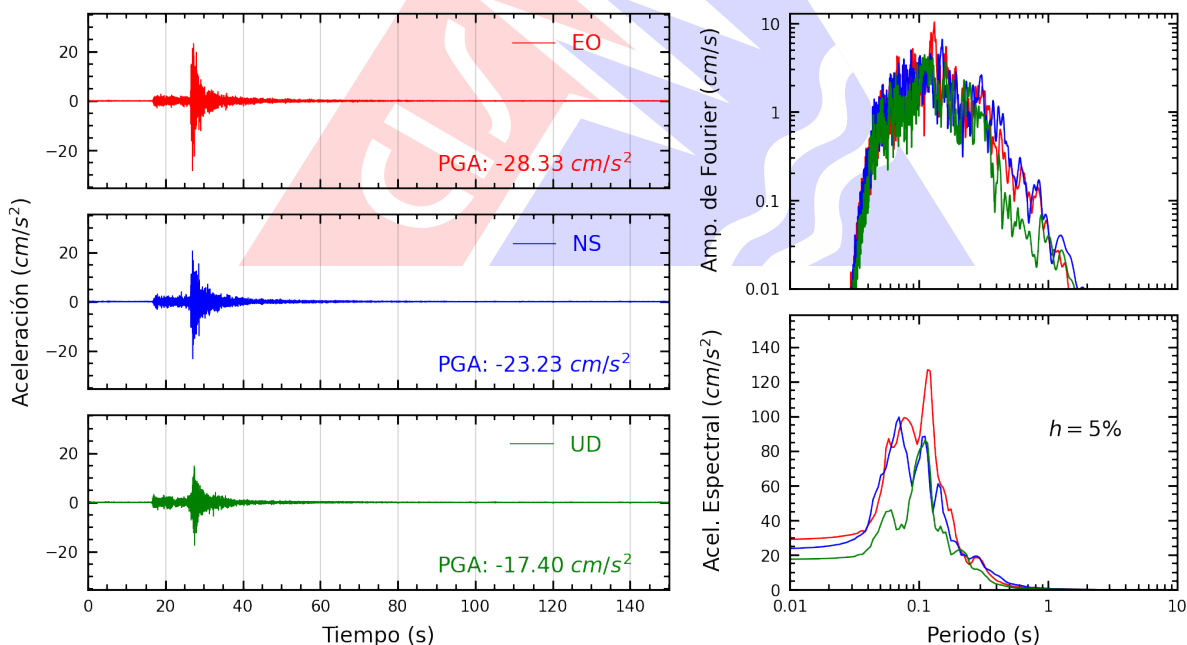 Aceleración (cm/s²)
20
0
−20
EO
PGA: -28.33 cm/s²
20
0
−20
NS
PGA: -23.23 cm/s²
20
0
−20
UD
PGA: -17.40 cm/s²
0 20 40 60 80 100 120 140
Tiempo (s)
Amp. de Fourier (cm/s)
10
1
0.1
0.01
Acel. Espectral (cm/s²)
140
120
100
80
60
40
20
0
h = 5%
0.01 0.1 1 10
Periodo (s)
CIS